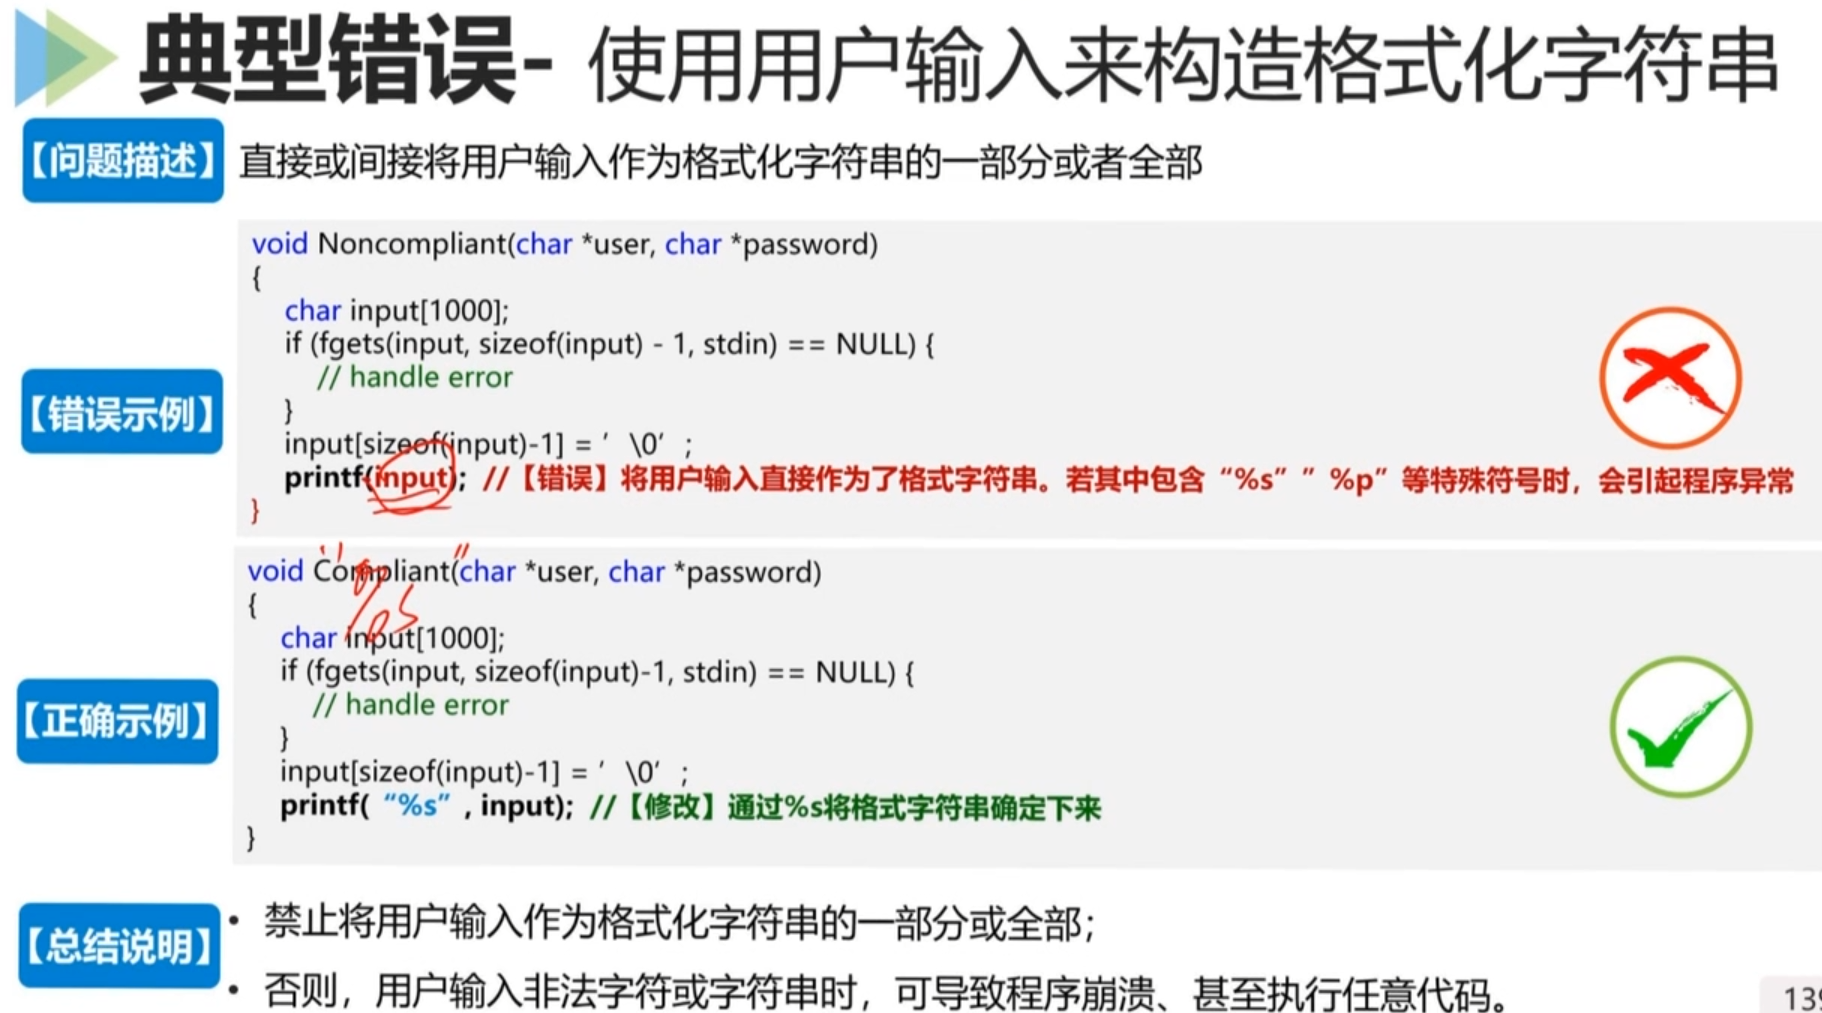 典型错误- 使用用户输入来构造格式化字符串
【问题描述】 直接或间接将用户输入作为格式化字符串的一部分或者全部
void Noncompliant(char *user, char *password)
{
char input[1000];
if (fgets(input, sizeof(input) - 1, stdin) == NULL) {
// handle error
}
【错误示例】
input[sizeof(input)-1] = ’ \0’ ;
printf(input); //【错误】将用户输入直接作为了格式字符串。若其中包含 “%s” ” %p” 等特殊符号时，会引起程序异常
}
void Compliant(char *user, char *password)
{
char input[1000];
if (fgets(input, sizeof(input)-1, stdin) == NULL) {
// handle error
}
【正确示例】
input[sizeof(input)-1] = ’ \0’ ;
printf( “%s” , input); //【修改】通过%s将格式字符串确定下来
}
【总结说明】
• 禁止将用户输入作为格式化字符串的一部分或全部；
• 否则，用户输入非法字符或字符串时，可导致程序崩溃、甚至执行任意代码。